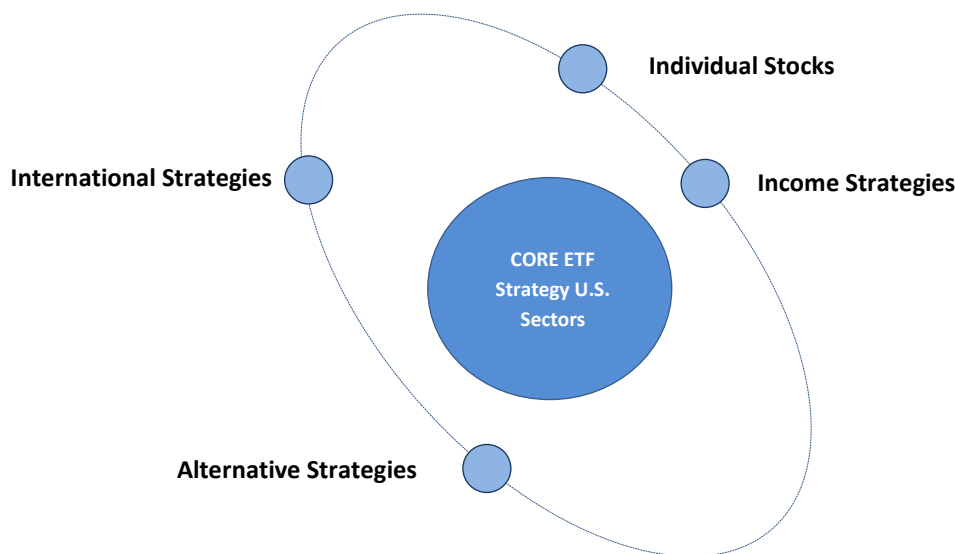 Individual Stocks
International Strategies
Income Strategies
CORE ETF
Strategy U.S.
Sectors
Alternative Strategies